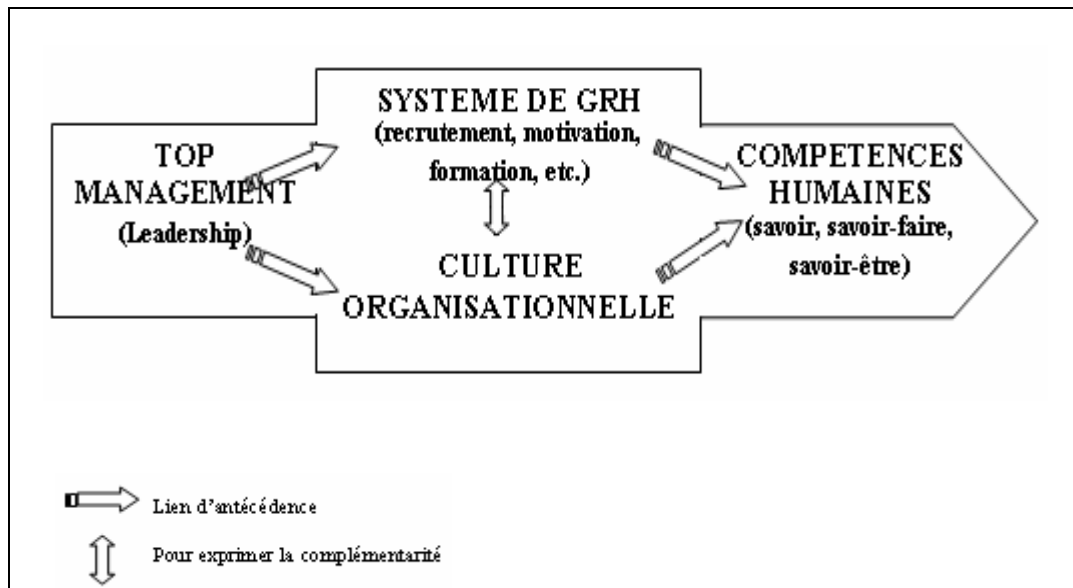 SYSTEME DE GRH
(recrutement, motivation,
formation, etc.)
TOP
MANAGEMENT
(Leadership)
CULTURE
ORGANISATIONNELLE
COMPETENCES
HUMAINES
(savoir, savoir-faire,
savoir-être)
Lien d'antécédence
Pour exprimer la complémentarité